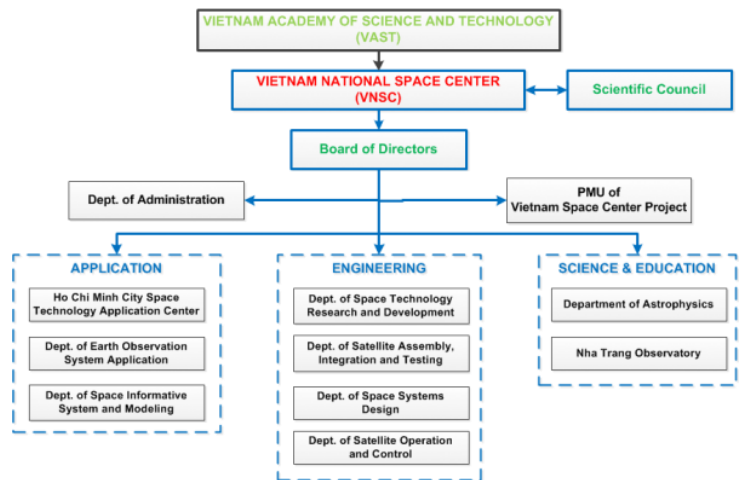 VIETNAM ACADEMY OF SCIENCE AND TECHNOLOGY
(VAST)
VIETNAM NATIONAL SPACE CENTER
(VNSC)
Scientific Council
Board of Directors
Dept. of Administration
PMU of
Vietnam Space Center Project
APPLICATION
Ho Chi Minh City Space
Technology Application Center
Dept. of Earth Observation
System Application
Dept. of Space Informative
System and Modeling
ENGINEERING
Dept. of Space Technology
Research and Development
Dept. of Satellite Assembly,
Integration and Testing
Dept. of Space Systems
Design
Dept. of Satellite Operation
and Control
SCIENCE & EDUCATION
Department of Astrophysics
Nha Trang Observatory